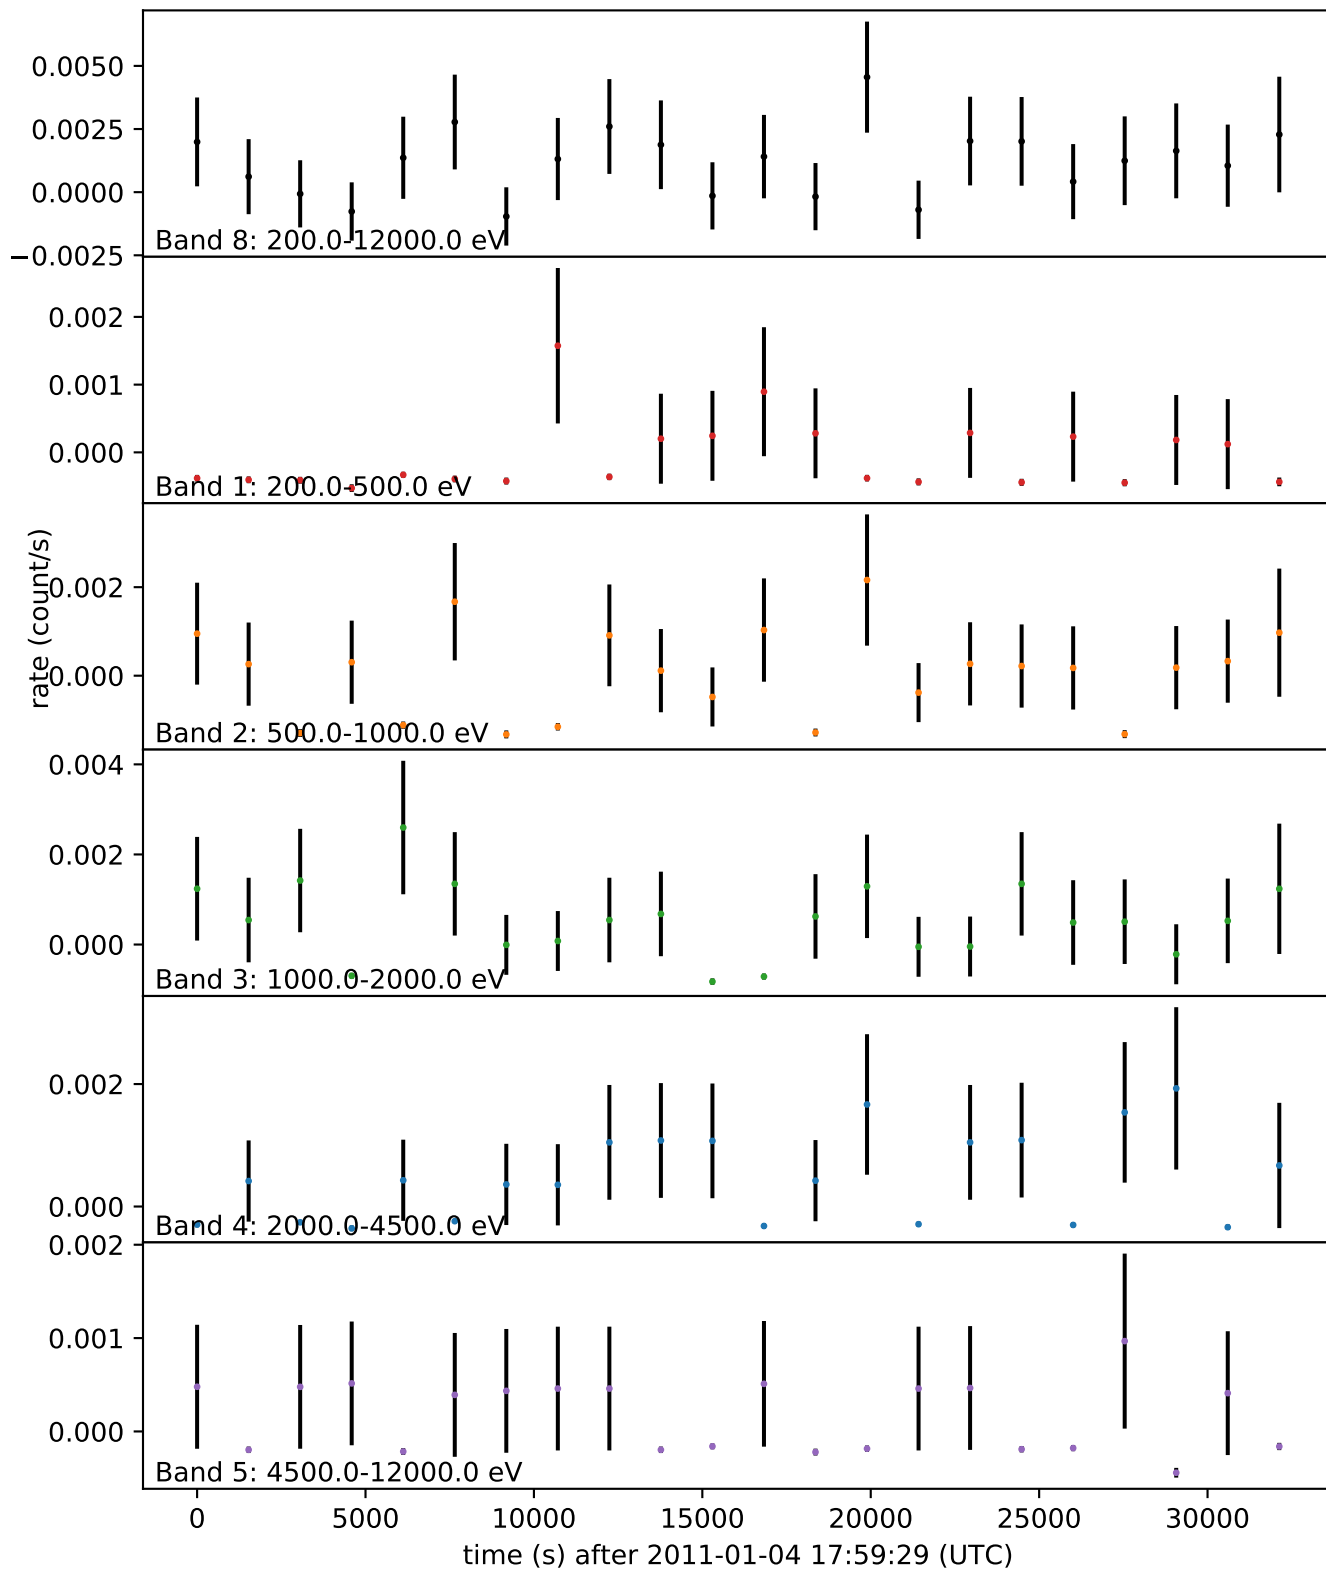 0.0050
0.0025
0.0000
−0.0025
Band 8: 200.0-12000.0 eV
0.002
0.001
0.000
Band 1: 200.0-500.0 eV
rate (count/s)
0.002
0.000
Band 2: 500.0-1000.0 eV
0.004
0.002
0.000
Band 3: 1000.0-2000.0 eV
0.002
0.000
Band 4: 2000.0-4500.0 eV
0.002
0.001
0.000
Band 5: 4500.0-12000.0 eV
0 5000 10000 15000 20000 25000 30000
time (s) after 2011-01-04 17:59:29 (UTC)